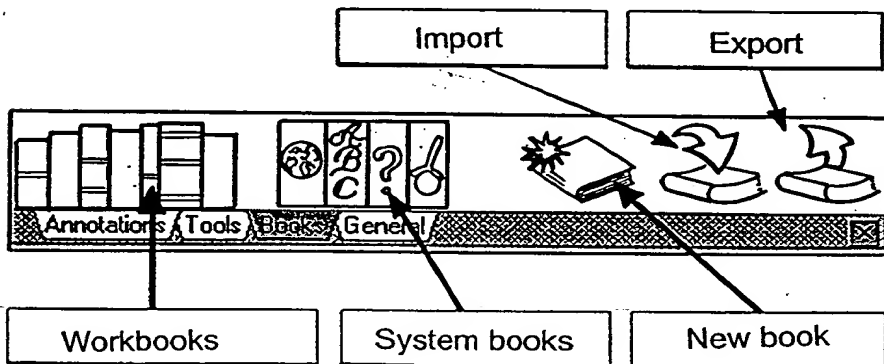 Import
Export
A
B
C
?
Annotations Tools Books General
Workbooks
System books
New book